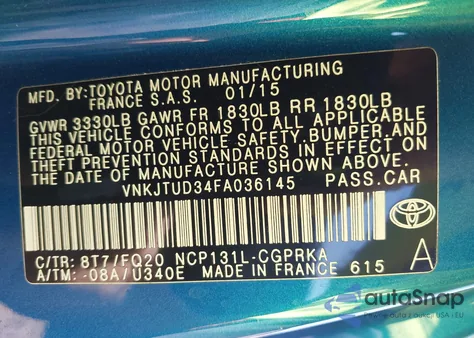 MFD. BY:TOYOTA MOTOR MANUFACTURING
FRANCE S.A.S. 01/15
GVWR 3330LB GAWR FR 1830LB RR 1830LB
THIS VEHICLE CONFORMS TO ALL APPLICABLE
FEDERAL MOTOR VEHICLE SAFETY, BUMPER AND
THEFT PREVENTION STANDARDS IN EFFECT ON
THE DATE OF MANUFACTURE SHOWN ABOVE.
VNKJTUD34FA036145 PASS.CAR
C/TR: 8T7/FQ20 NCP131L-CGPRKA
A/TM: -08A/U340E MADE IN FRANCE 615
A
TOYOTA
autoSnap